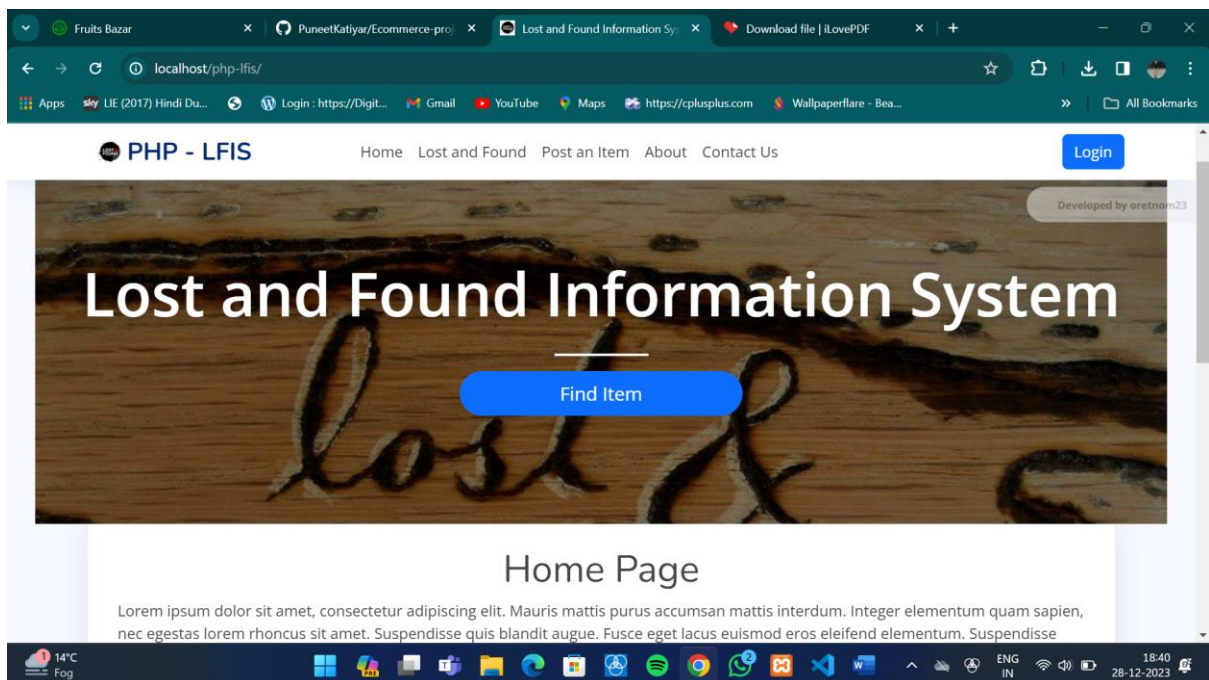 Fruits Bazar
PuneetKatiyar/Ecommerce-proj
Lost and Found Information Sys
Download file | iLovePDF
localhost/php-lfis/
Apps
sky LIE (2017) Hindi Du...
Login : https://Digit...
Gmail
YouTube
Maps
https://cplusplus.com
Wallpaperflare - Bea...
»
All Bookmarks
PHP - LFIS
Home Lost and Found Post an Item About Contact Us
Login
Developed by oretnom23
Lost and Found Information System
Find Item
lost &
Home Page
Lorem ipsum dolor sit amet, consectetur adipiscing elit. Mauris mattis purus accumsan mattis interdum. Integer elementum quam sapien,
nec egestas lorem rhoncus sit amet. Suspendisse quis blandit augue. Fusce eget lacus euismod eros eleifend elementum. Suspendisse
1
14°C
Fog
PRE
2
ENG
IN
18:40
28-12-2023